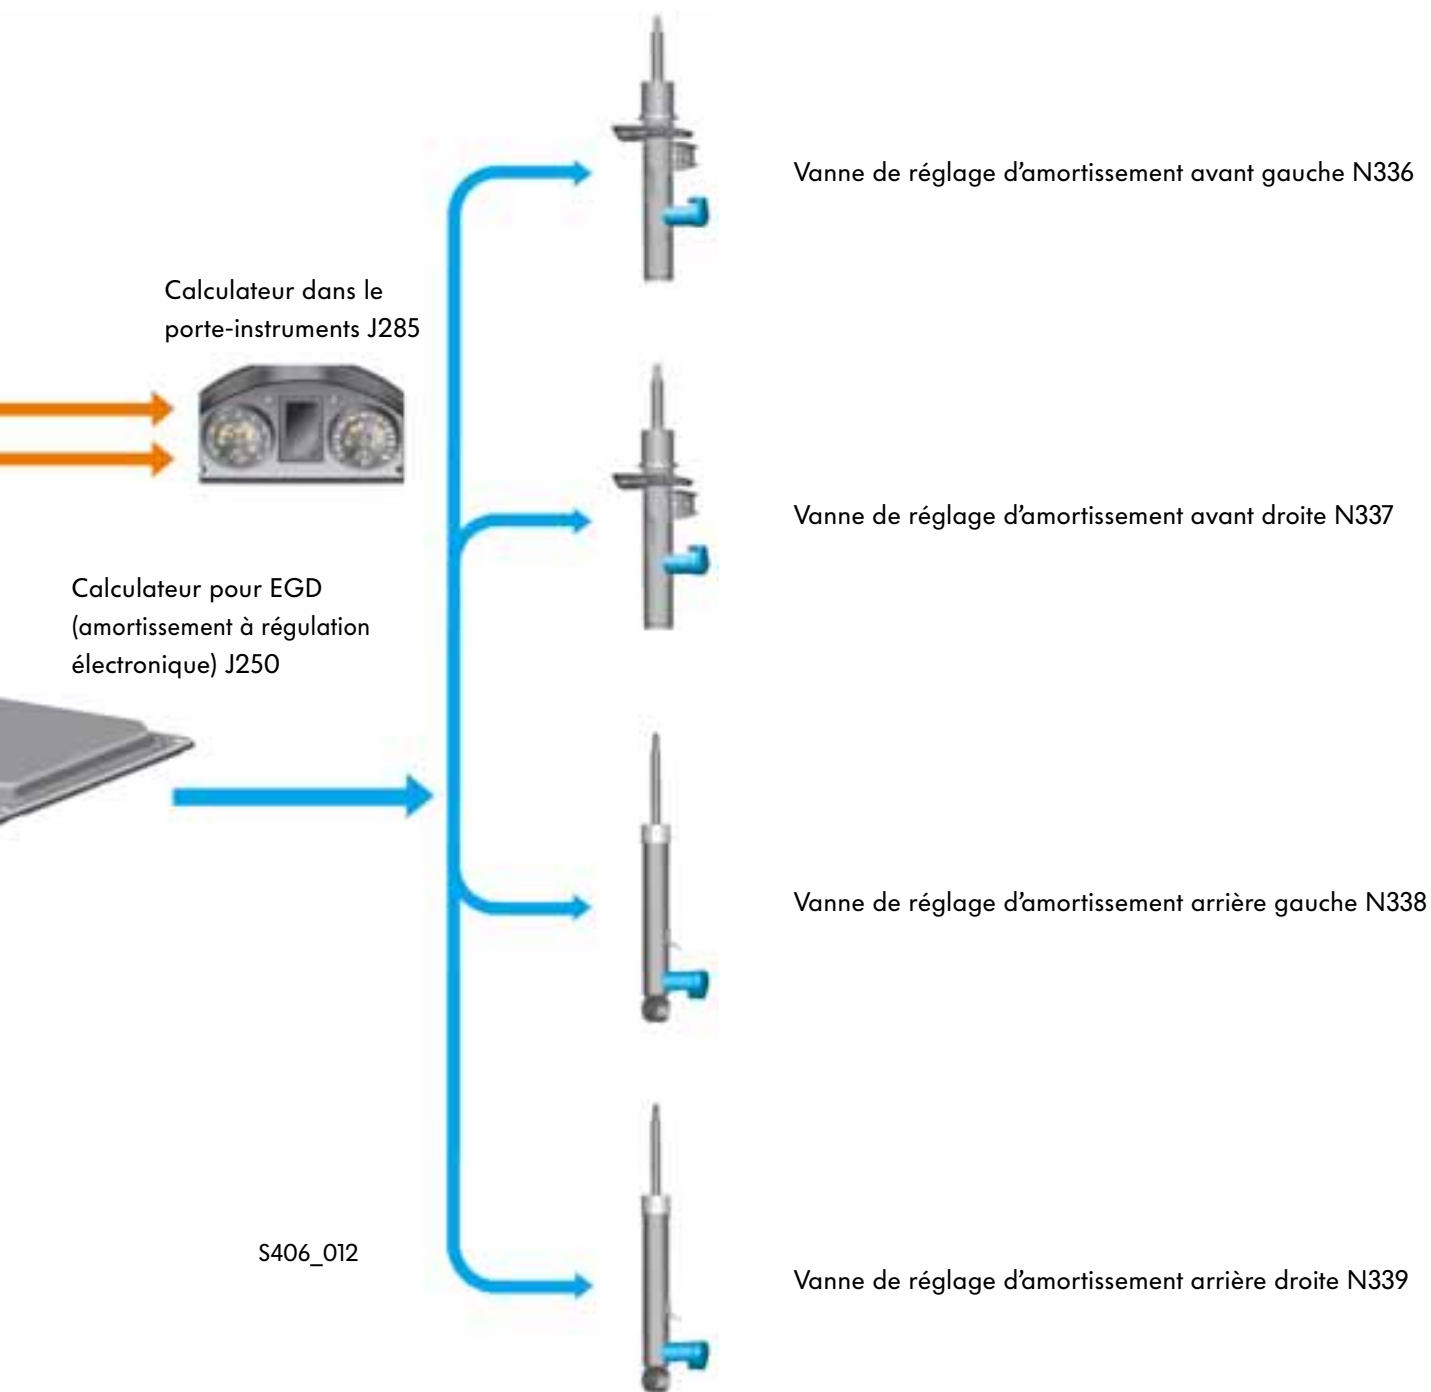 Vanne de réglage d'amortissement avant gauche N336
Calculateur dans le
porte-instruments J285
Vanne de réglage d'amortissement avant droite N337
Calculateur pour EGD
(amortissement à régulation
électronique) J250
Vanne de réglage d'amortissement arrière gauche N338
S406_012
Vanne de réglage d'amortissement arrière droite N339